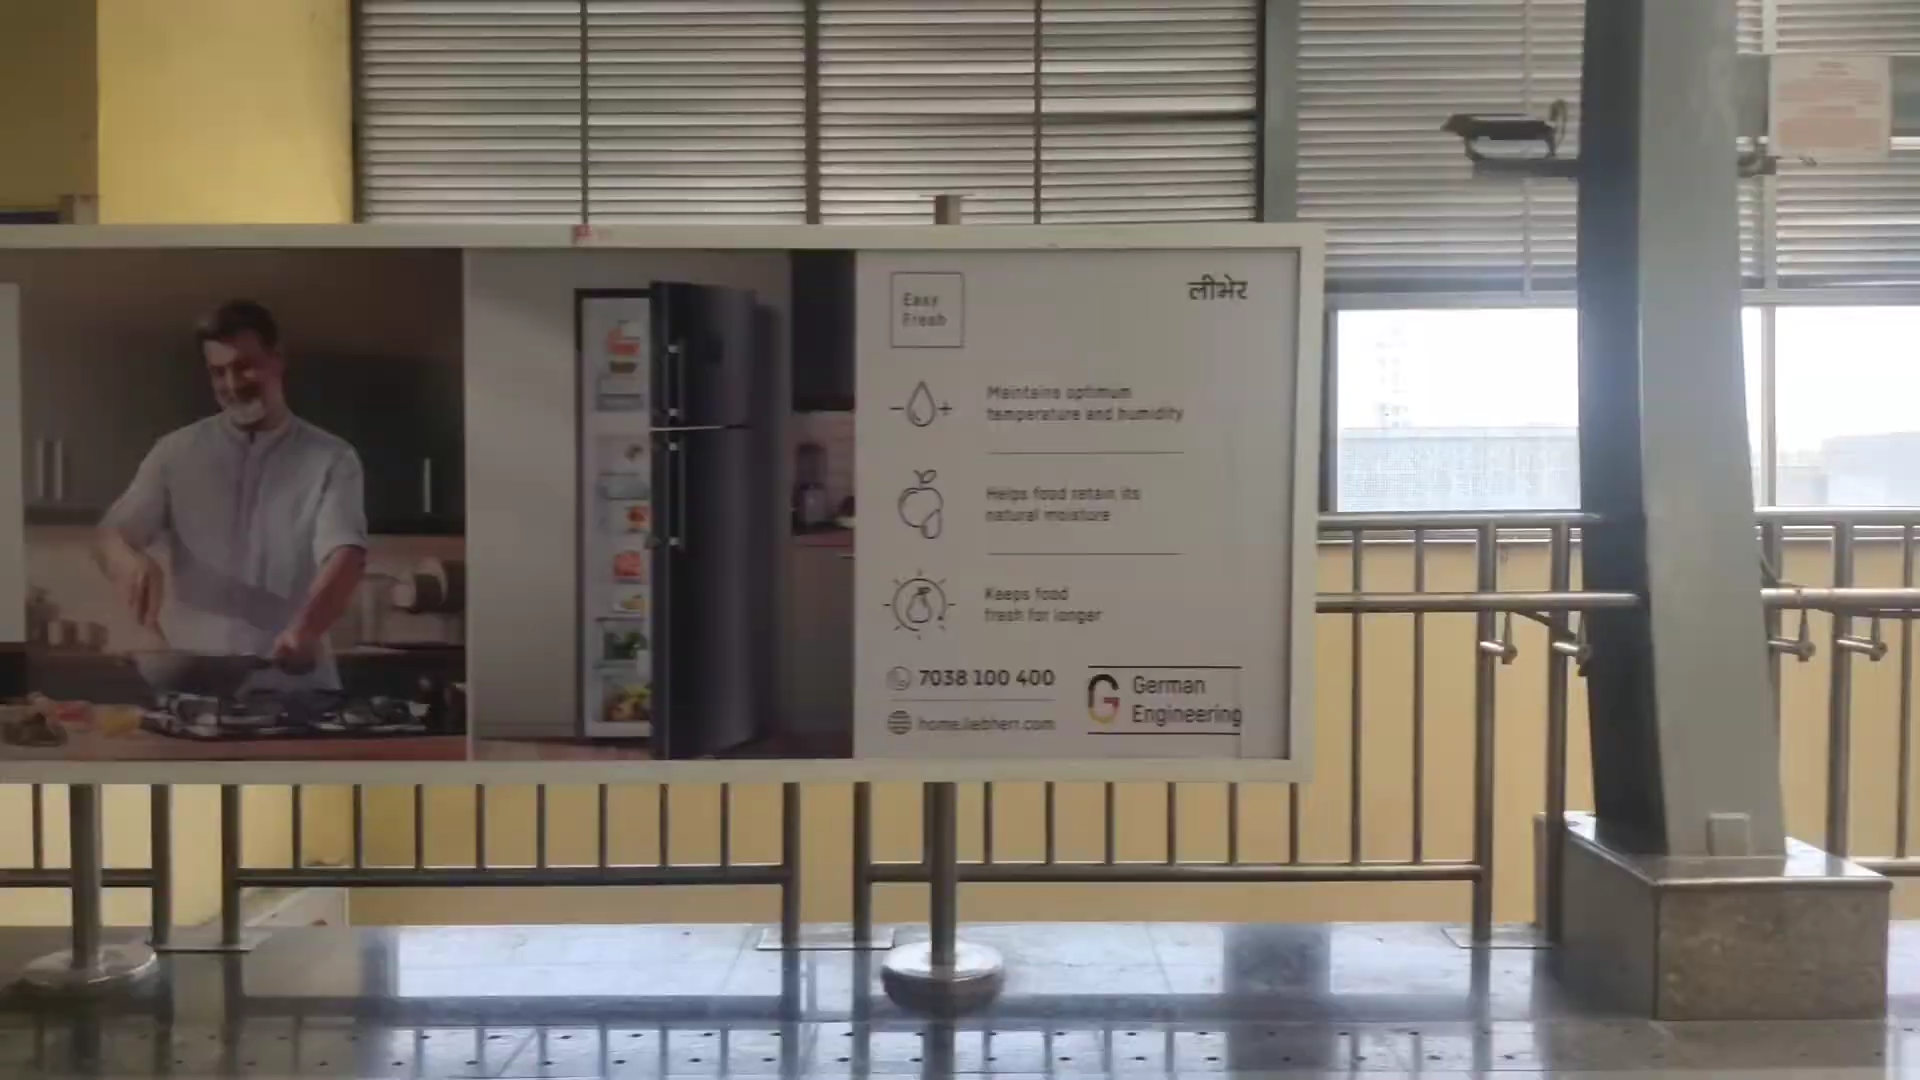 Easy
Fresh
लीभेर
Maintains optimum
temperature and humidity
Helps food retain its
natural moisture
Keeps food
fresh for longer
7038 100 400
home.liebherr.com
German
Engineering